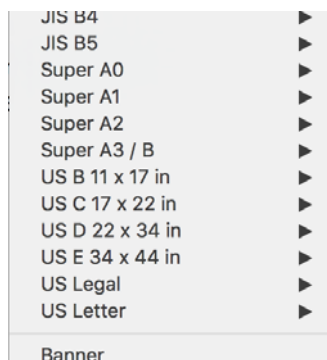 JIS B4
JIS B5
Super A0
Super A1
Super A2
Super A3 / B
US B 11 x 17 in
US C 17 x 22 in
US D 22 x 34 in
US E 34 x 44 in
US Legal
US Letter
Banner